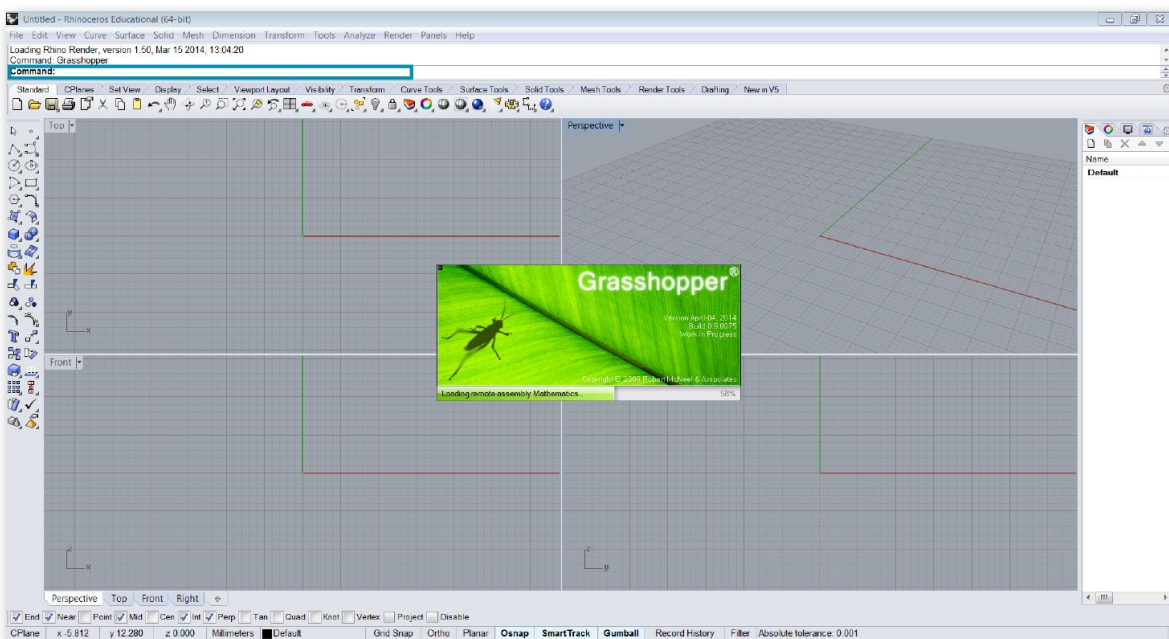 Untitled - Rhinoceros Educational (64-bit)
File Edit View Curve Surface Solid Mesh Dimension Transform Tools Analyze Render Panels Help
Loading Rhino Render, version 1.50, Mar 15 2014, 13:04:20
Command: Grasshopper
Command:
Standard CPlanes Set View Display Select Viewport Layout Visibility Transform Curve Tools Surface Tools Solid Tools Mesh Tools Render Tools Drafting New in V5
Top
Perspective
Name
Default
y
x
Grasshopper®
Version April-04, 2014
Build 0.9.0075
Work In Progress
Copyright © 2009 Robert McNeel & Associates
Loading remote assembly Mathematics...
58%
Front
z
x
z
y
Perspective Top Front Right
End Near Point Mid Cen Int Perp Tan Quad Knot Vertex Project Disable
CPlane x -5.812 y 12.280 z 0.000 Millimeters Default Grid Snap Ortho Planar Osnap SmartTrack Gumball Record History Filter Absolute tolerance: 0.001